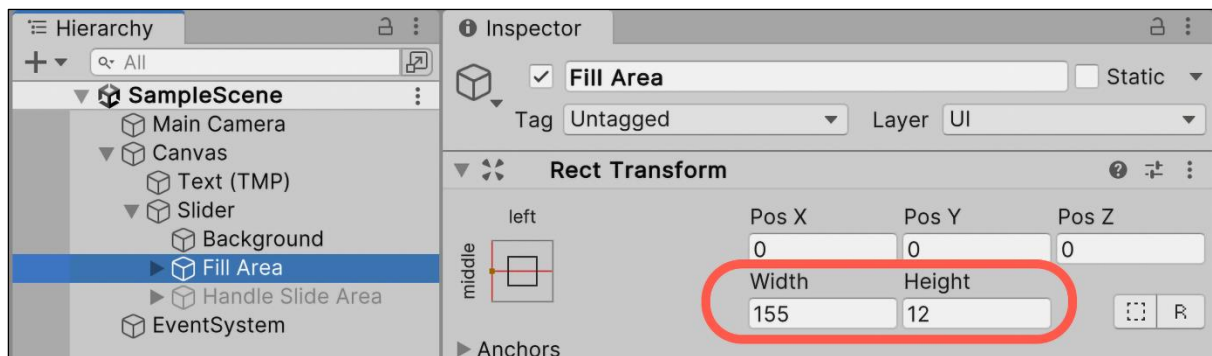 Hierarchy
All
SampleScene
Main Camera
Canvas
Text (TMP)
Slider
Background
Fill Area
Handle Slide Area
EventSystem
Inspector
Fill Area
Static
Tag Untagged Layer UI
Rect Transform
left
middle
Pos X Pos Y Pos Z
0 0 0
Width Height
155 12
R
Anchors